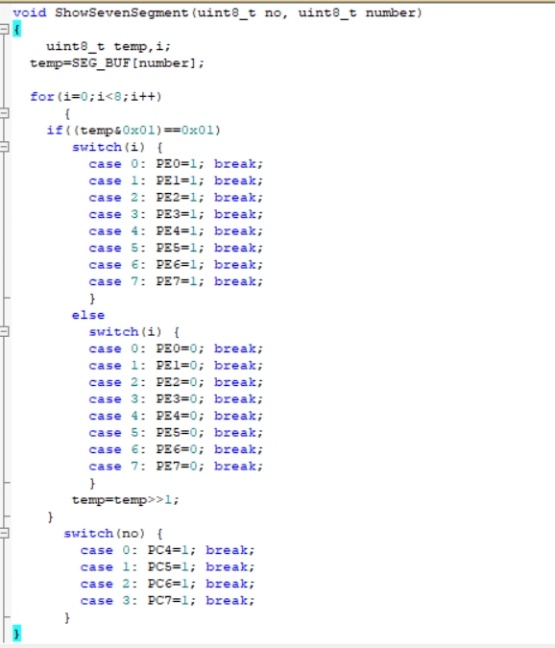 void ShowSevenSegment(uint8_t no, uint8_t number)
{
uint8_t temp,i;
temp=SEG_BUF[number];
for(i=0;i<8;i++)
{
if((temp&0x01)==0x01)
switch(i) {
case 0: PE0=1; break;
case 1: PE1=1; break;
case 2: PE2=1; break;
case 3: PE3=1; break;
case 4: PE4=1; break;
case 5: PE5=1; break;
case 6: PE6=1; break;
case 7: PE7=1; break;
}
else
switch(i) {
case 0: PE0=0; break;
case 1: PE1=0; break;
case 2: PE2=0; break;
case 3: PE3=0; break;
case 4: PE4=0; break;
case 5: PE5=0; break;
case 6: PE6=0; break;
case 7: PE7=0; break;
}
temp=temp>>1;
}
switch(no) {
case 0: PC4=1; break;
case 1: PC5=1; break;
case 2: PC6=1; break;
case 3: PC7=1; break;
}
}